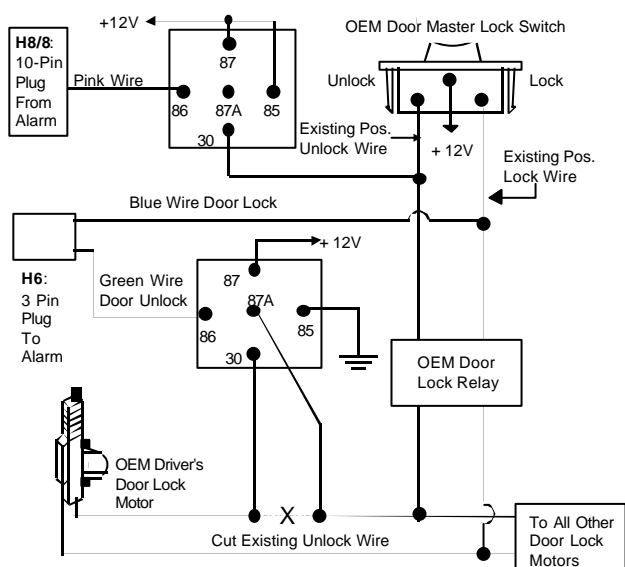 +12V
OEM Door Master Lock Switch
H8/8:
10-Pin
Plug
From
Alarm
Pink Wire
87
86
87A
85
30
Unlock
Lock
Existing Pos.
Unlock Wire
+ 12V
Existing Pos.
Lock Wire
Blue Wire Door Lock
+ 12V
H6:
3 Pin
Plug
To
Alarm
Green Wire
Door Unlock
87
87A
86
85
30
OEM Door
Lock Relay
OEM Driver's
Door Lock
Motor
X
Cut Existing Unlock Wire
To All Other
Door Lock
Motors